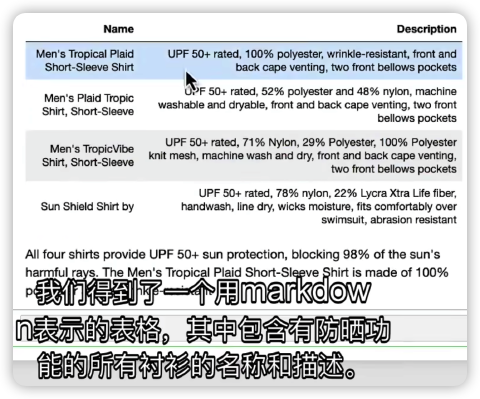 Name Description
Men's Tropical Plaid UPF 50+ rated, 100% polyester, wrinkle-resistant, front and
Short-Sleeve Shirt back cape venting, two front bellows pockets
Men's Plaid Tropic UPF 50+ rated, 52% polyester and 48% nylon, machine
Shirt, Short-Sleeve washable and dryable, front and back cape venting, two front
bellows pockets
Men's TropicVibe UPF 50+ rated, 71% Nylon, 29% Polyester, 100% Polyester
Shirt, Short-Sleeve knit mesh, machine wash and dry, front and back cape venting,
two front bellows pockets
Sun Shield Shirt by UPF 50+ rated, 78% nylon, 22% Lycra Xtra Life fiber,
handwash, line dry, wicks moisture, fits comfortably over
swimsuit, abrasion resistant
All four shirts provide UPF 50+ sun protection, blocking 98% of the sun's
harmful rays. The Men's Tropical Plaid Short-Sleeve Shirt is made of 100%
我们得到了一个用markdow
n表示的表格，其中包含有防晒功
能的所有衬衫的名称和描述。